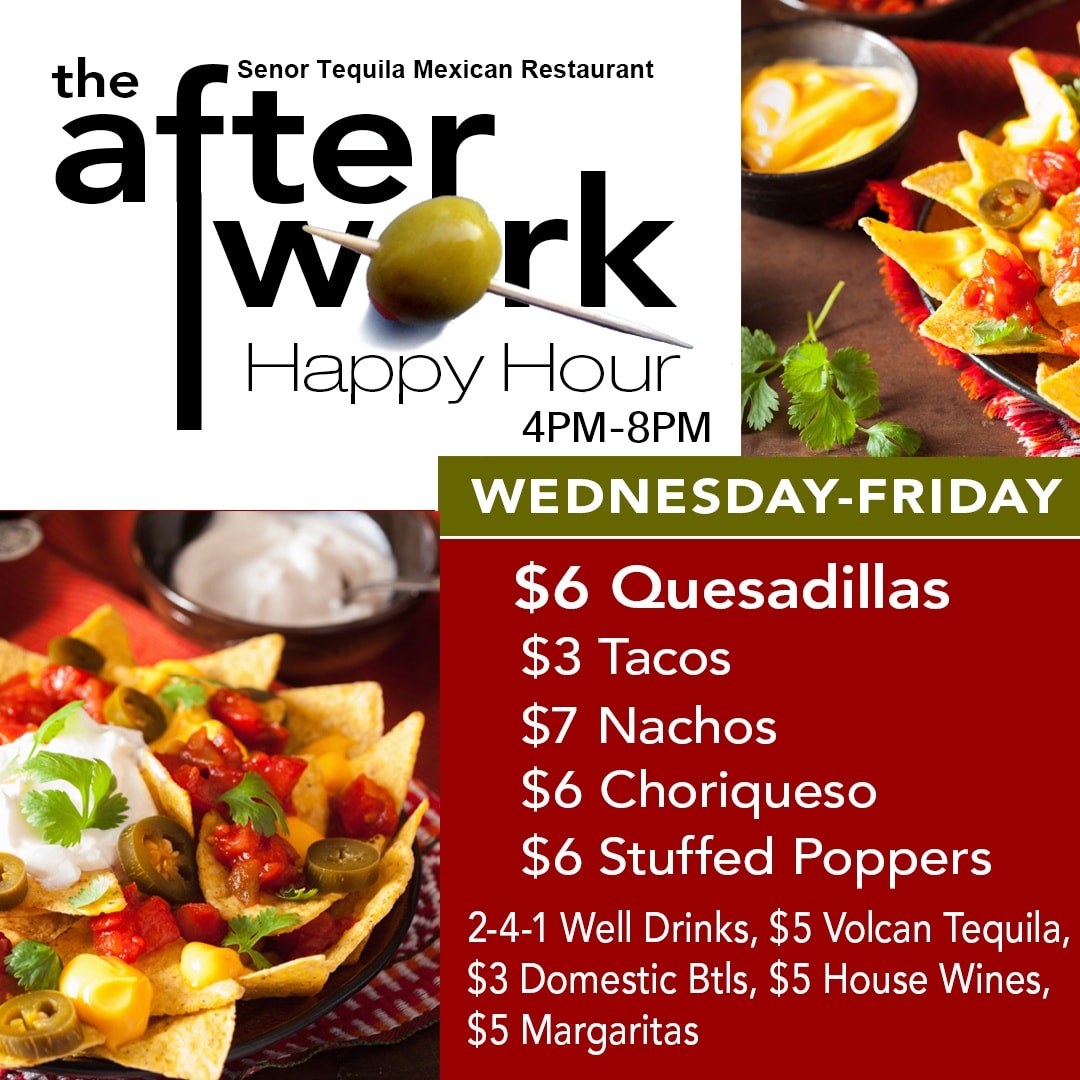 the
Senor Tequila Mexican Restaurant
after
work
Happy Hour
4PM-8PM
WEDNESDAY-FRIDAY
$6 Quesadillas
$3 Tacos
$7 Nachos
$6 Choriqueso
$6 Stuffed Poppers
2-4-1 Well Drinks, $5 Volcan Tequila,
$3 Domestic Btls, $5 House Wines,
$5 Margaritas